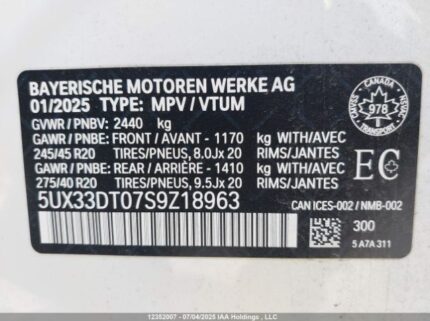 BAYERISCHE MOTOREN WERKE AG
01/2025 TYPE: MPV / VTUM
GVWR / PNBV: 2440 kg
GAWR / PNBE: FRONT / AVANT - 1170 kg WITH/AVEC
245/45 R20 TIRES/PNEUS, 8.0Jx 20 RIMS/JANTES
GAWR / PNBE: REAR / ARRIÈRE - 1410 kg WITH/AVEC
275/40 R20 TIRES/PNEUS, 9.5Jx 20 RIMS/JANTES
5UX33DT07S9Z18963
CANADA
978
TRANSPORT
CMVSS
NSVAC
EC
CAN ICES-002 / NMB-002
300
5 A7A 311
12352007 - 07/04/2025 IAA Holdings , LLC